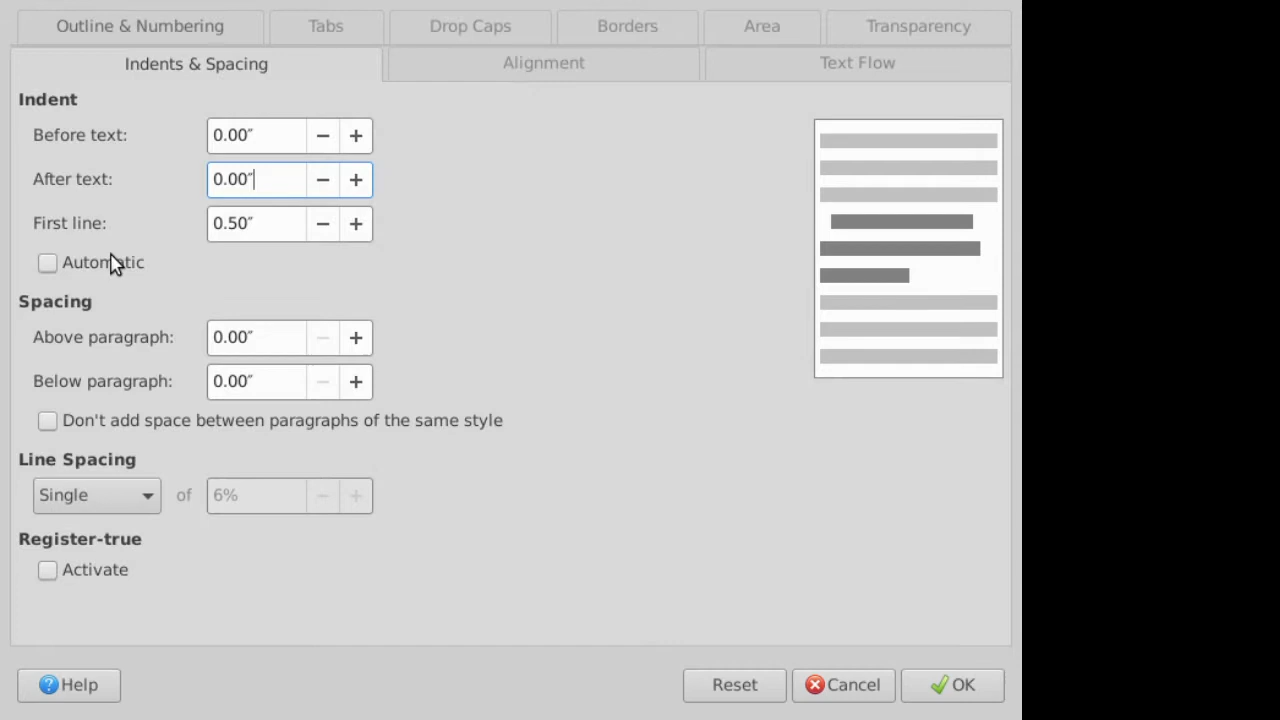 Outline & Numbering Tabs Drop Caps Borders Area Transparency
Indents & Spacing Alignment Text Flow
Indent
Before text: 0.00″ − +
After text: 0.00″ − +
First line: 0.50″ − +
Automatic
Spacing
Above paragraph: 0.00″ − +
Below paragraph: 0.00″ − +
Don't add space between paragraphs of the same style
Line Spacing
Single of 6% − +
Register-true
Activate
Help Reset Cancel OK